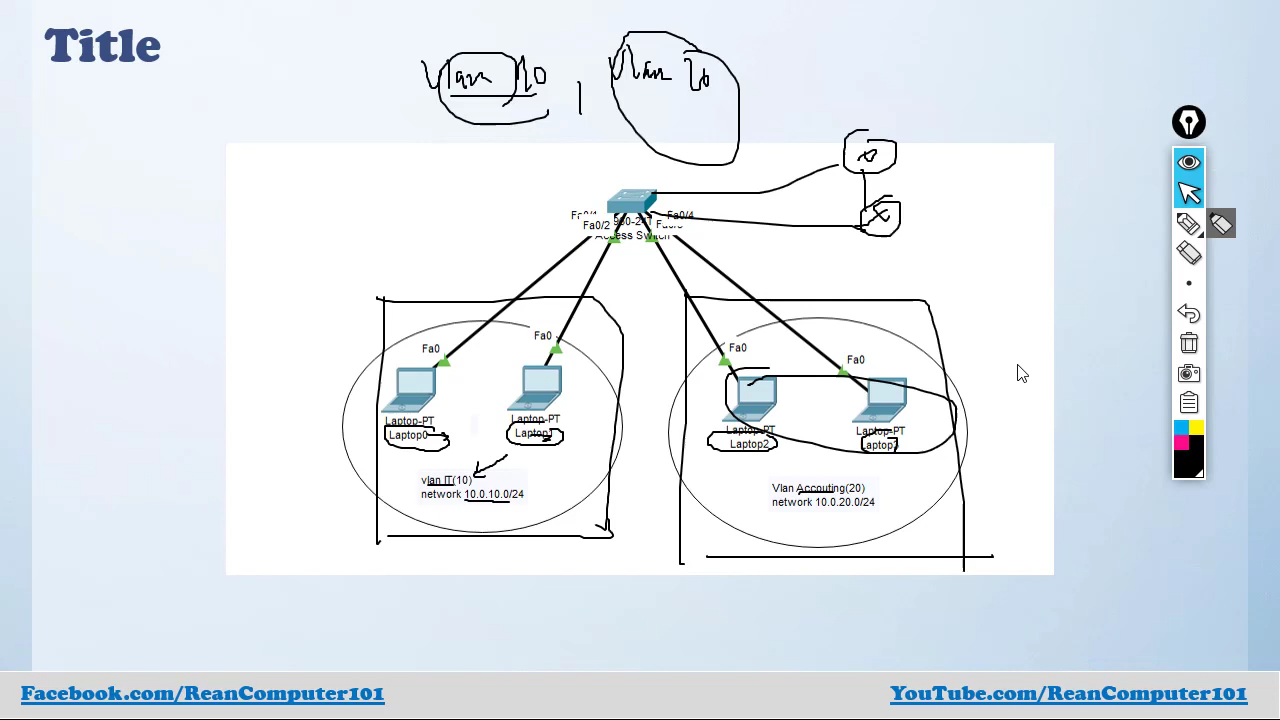 Title
Vlan 10 , Vlan 20
Fa0/2
Fa0/4
Access Switch
Fa0
Fa0
Fa0
Fa0
Laptop-PT
Laptop0
Laptop-PT
Laptop1
Laptop-PT
Laptop2
Laptop-PT
Laptop3
vlan IT(10)
network 10.0.10.0/24
Vlan Accouting(20)
network 10.0.20.0/24
Facebook.com/ReanComputer101
YouTube.com/ReanComputer101